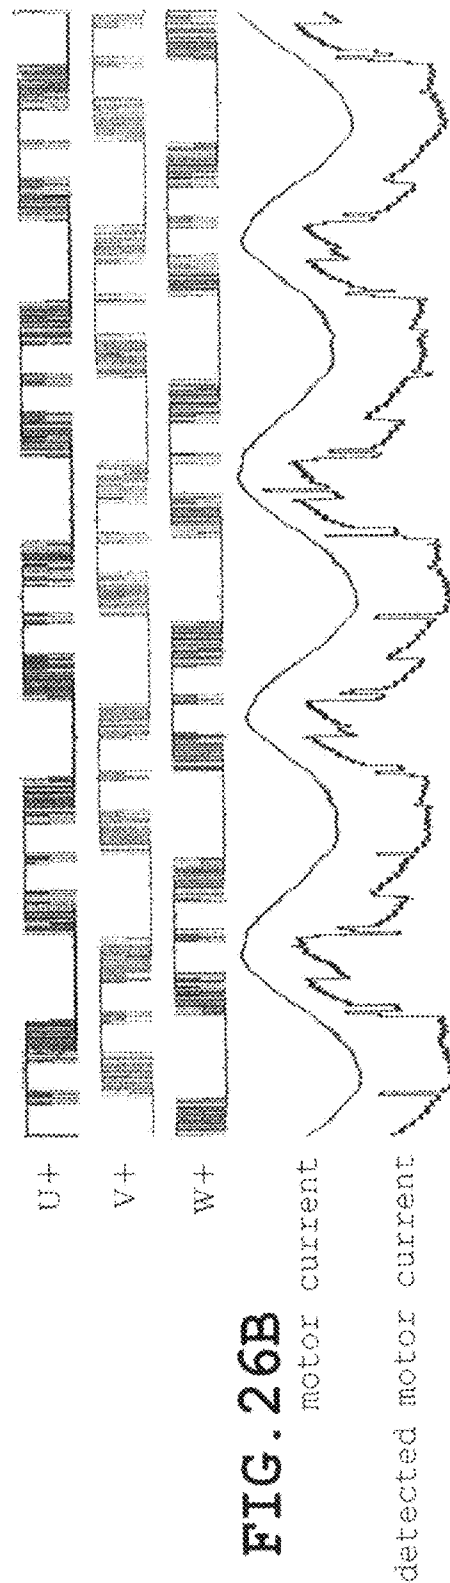 FIG. 26B
U+
V+
W+
motor current
detected motor current